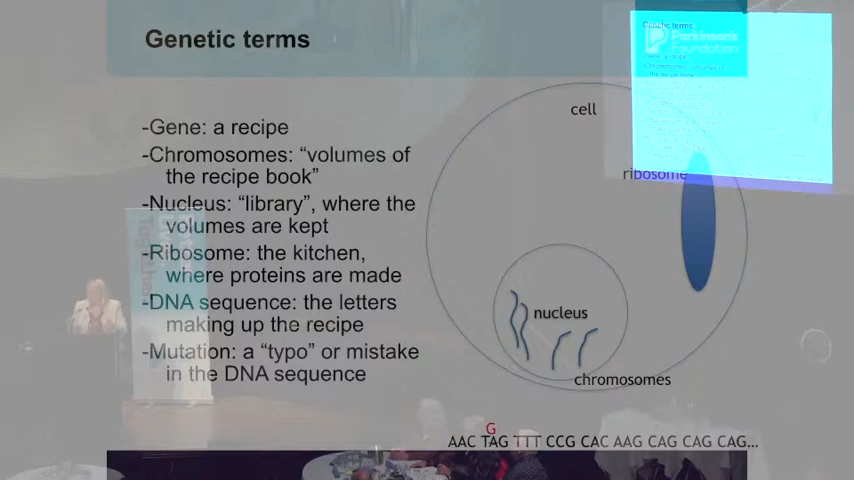 Genetic terms
-Gene: a recipe
-Chromosomes: “volumes of
the recipe book”
-Nucleus: “library”, where the
volumes are kept
-Ribosome: the kitchen,
where proteins are made
-DNA sequence: the letters
making up the recipe
-Mutation: a “typo” or mistake
in the DNA sequence
cell
ribosome
nucleus
chromosomes
G
AAC TAG TTT CCG CAC AAG CAG CAG CAG...
Genetic terms
Parkinson's
Foundation
Together